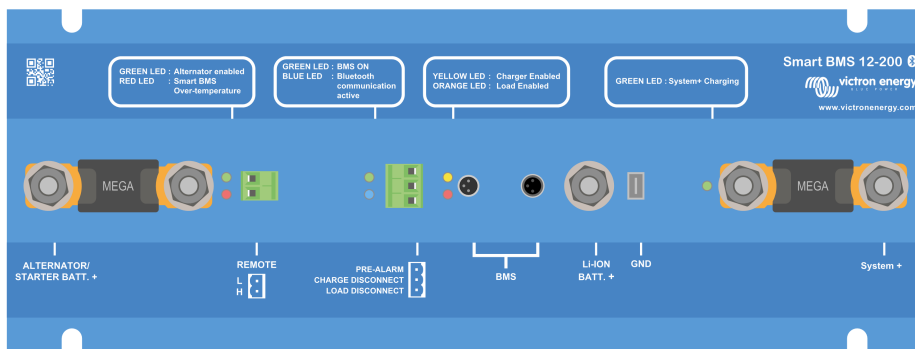 Smart BMS 12-200
victron energy
BLUE POWER
www.victronenergy.com
GREEN LED : Alternator enabled
RED LED : Smart BMS
Over-temperature
GREEN LED : BMS ON
BLUE LED : Bluetooth
communication
active
YELLOW LED : Charger Enabled
ORANGE LED : Load Enabled
GREEN LED : System+ Charging
MEGA
MEGA
ALTERNATOR/
STARTER BATT. +
REMOTE
L
H
PRE-ALARM
CHARGE DISCONNECT
LOAD DISCONNECT
BMS
Li-ION
BATT. +
GND
System +